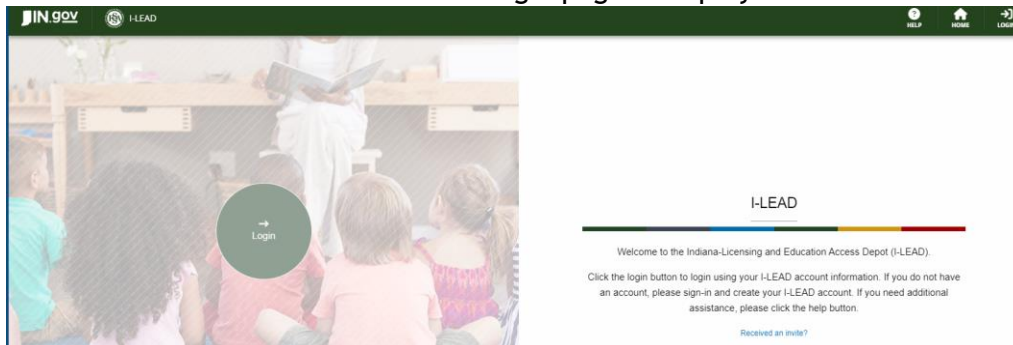 IN.gov
I-LEAD
HELP
HOME
LOGIN
→
Login
I-LEAD
Welcome to the Indiana-Licensing and Education Access Depot (I-LEAD).
Click the login button to login using your I-LEAD account information. If you do not have
an account, please sign-in and create your I-LEAD account. If you need additional
assistance, please click the help button.
Received an invite?